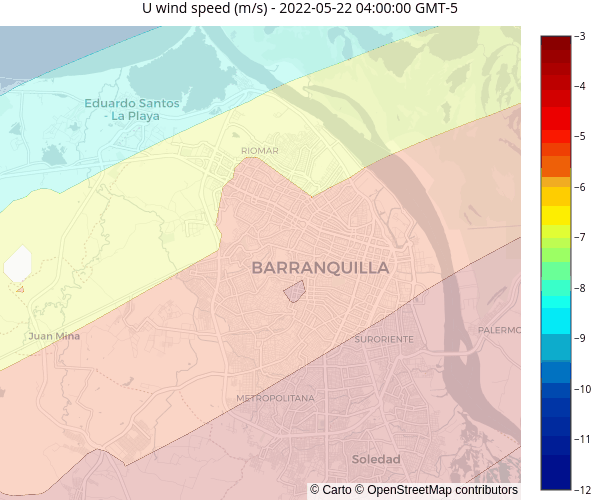 U wind speed (m/s) - 2022-05-22 04:00:00 GMT-5
−3
−4
Eduardo Santos
- La Playa
−5
RIOMAR
−6
−7
BARRANQUILLA
−8
Juan Mina
PALERMO
SURORIENTE
−9
−10
METROPOLITANA
−11
Soledad
© Carto © OpenStreetMap contributors
−12